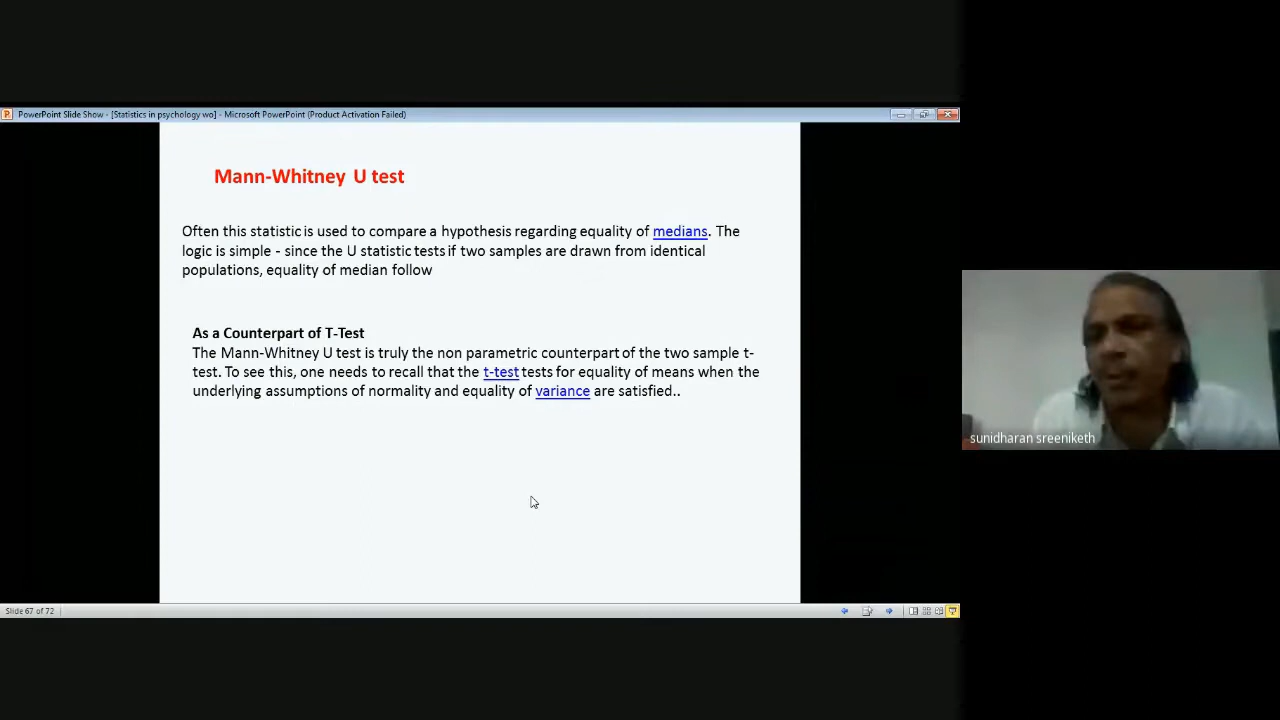 PowerPoint Slide Show - [Statistics in psychology wo] - Microsoft PowerPoint (Product Activation Failed)
Mann-Whitney U test
Often this statistic is used to compare a hypothesis regarding equality of medians. The
logic is simple - since the U statistic tests if two samples are drawn from identical
populations, equality of median follow
As a Counterpart of T-Test
The Mann-Whitney U test is truly the non parametric counterpart of the two sample t-
test. To see this, one needs to recall that the t-test tests for equality of means when the
underlying assumptions of normality and equality of variance are satisfied..
sunidharan sreeniketh
Slide 67 of 72